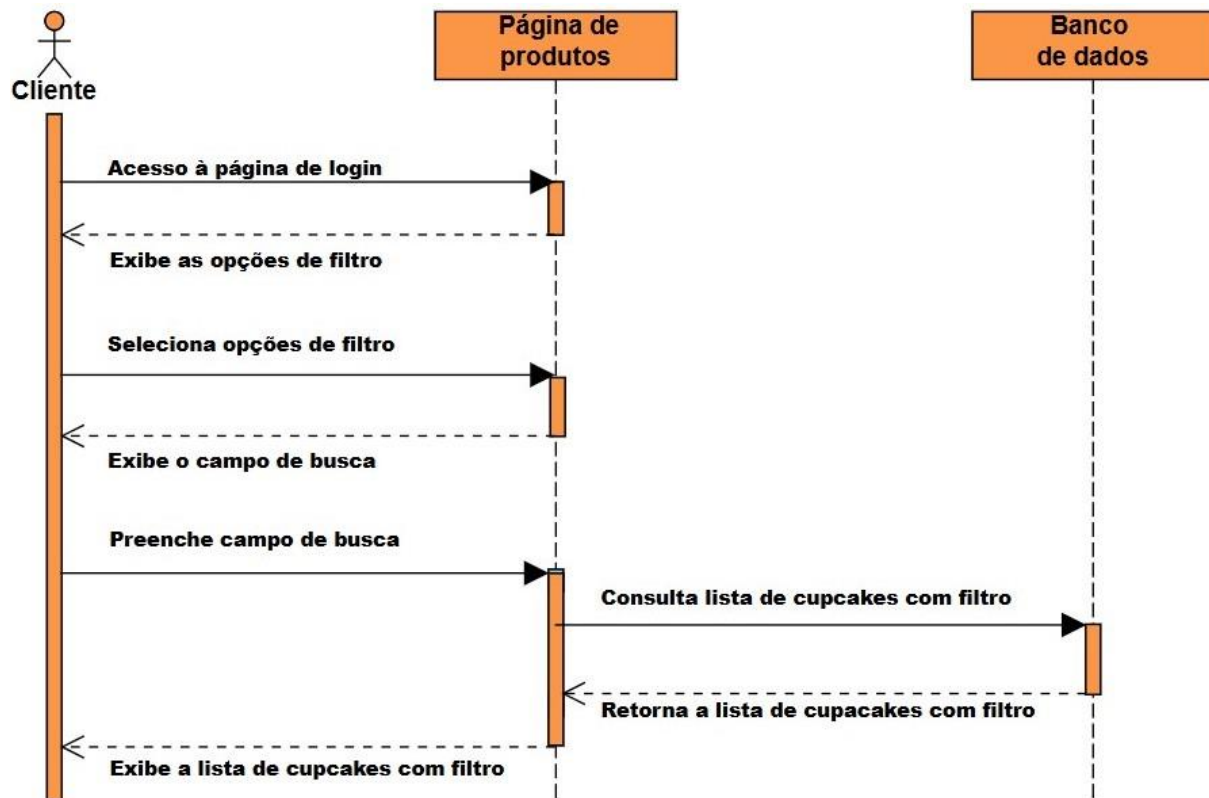 Cliente
Página de
produtos
Banco
de dados
Acesso à página de login
Exibe as opções de filtro
Seleciona opções de filtro
Exibe o campo de busca
Preenche campo de busca
Consulta lista de cupcakes com filtro
Retorna a lista de cupacakes com filtro
Exibe a lista de cupcakes com filtro